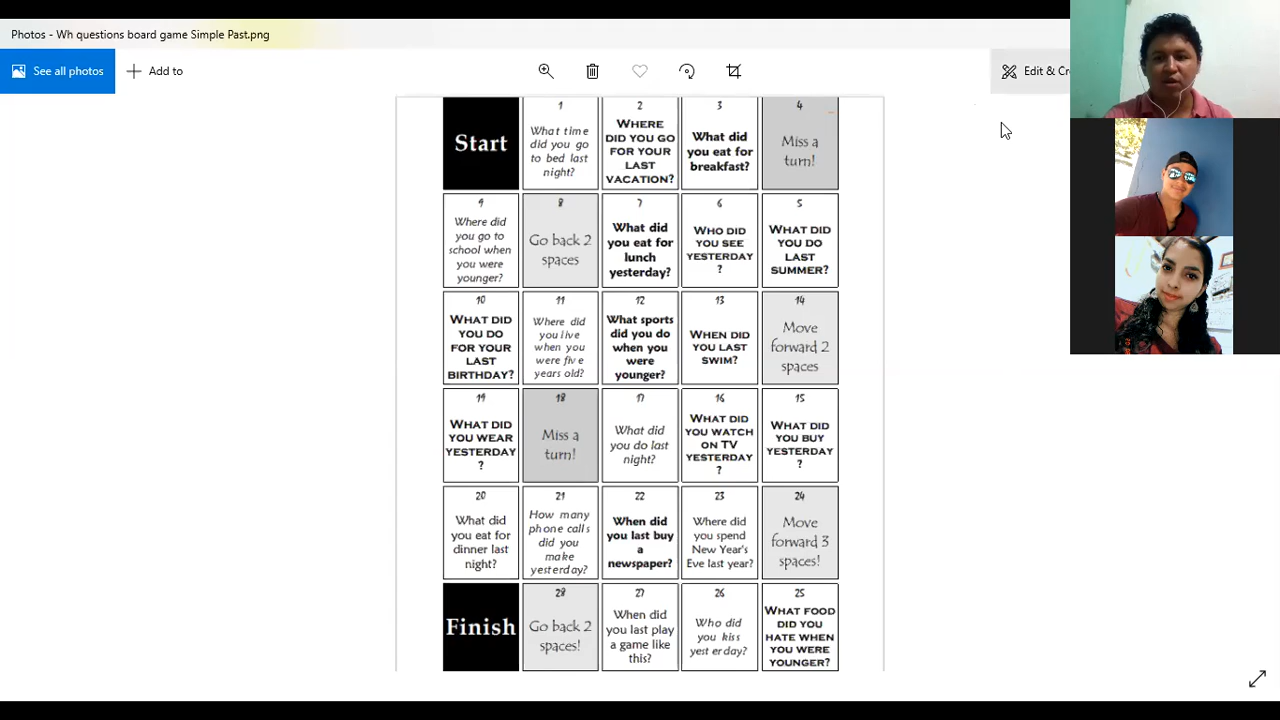 Photos - Wh questions board game Simple Past.png
See all photos
Add to
Edit & Cr
Start
1
What time
did you go
to bed last
night?
2
WHERE
DID YOU GO
FOR YOUR
LAST
VACATION?
3
What did
you eat for
breakfast?
4
Miss a
turn!
9
Where did
you go to
school when
you were
younger?
8
Go back 2
spaces
7
What did
you eat for
lunch
yesterday?
6
WHO DID
YOU SEE
YESTERDAY
?
5
WHAT DID
YOU DO
LAST
SUMMER?
10
WHAT DID
YOU DO
FOR YOUR
LAST
BIRTHDAY?
11
Where did
you live
when you
were five
years old?
12
What sports
did you do
when you
were
younger?
13
WHEN DID
YOU LAST
SWIM?
14
Move
forward 2
spaces
19
WHAT DID
YOU WEAR
YESTERDAY
?
18
Miss a
turn!
17
What did
you do last
night?
16
WHAT DID
YOU WATCH
ON TV
YESTERDAY
?
15
WHAT DID
YOU BUY
YESTERDAY
?
20
What did
you eat for
dinner last
night?
21
How many
phone calls
did you
make
yesterday?
22
When did
you last buy
a
newspaper?
23
Where did
you spend
New Year's
Eve last year?
24
Move
forward 3
spaces!
Finish
28
Go back 2
spaces!
27
When did
you last play
a game like
this?
26
Who did
you kiss
yesterday?
25
WHAT FOOD
DID YOU
HATE WHEN
YOU WERE
YOUNGER?